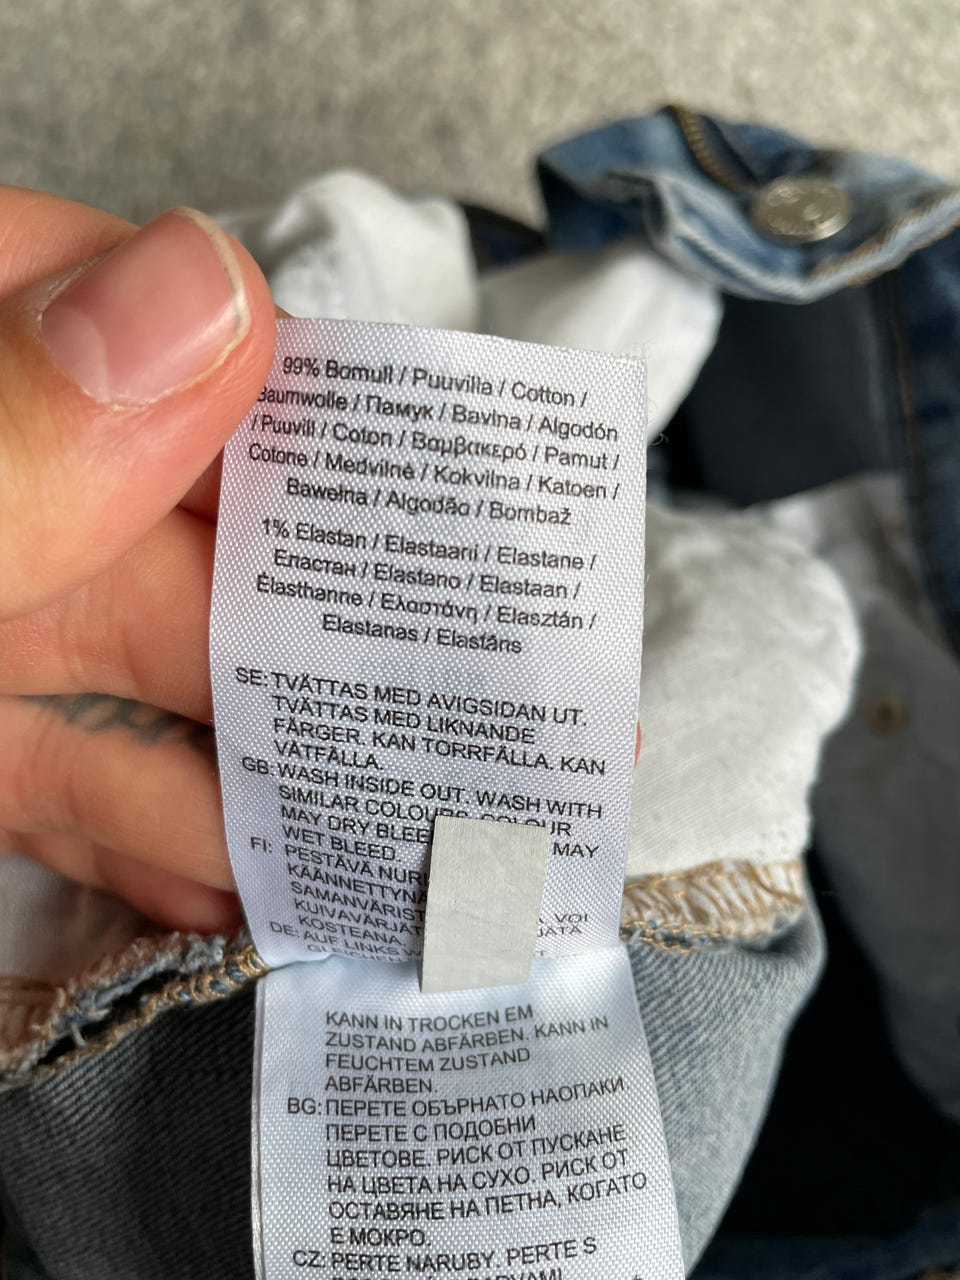 99% Bomull / Puuvilla / Cotton /
Baumwolle / Памук / Bavlna / Algodón
/ Puuvill / Coton / Βαμβακερό / Pamut /
Cotone / Medvilnė / Kokvilna / Katoen /
Bawełna / Algodão / Bombaž
1% Elastan / Elastaani / Elastane /
Еластан / Elastano / Elastaan /
Élasthanne / Ελαστάνη / Elasztán /
Elastanas / Elastāns
SE: TVÄTTAS MED AVIGSIDAN UT.
TVÄTTAS MED LIKNANDE
FÄRGER. KAN TORRFÄLLA. KAN
VÅTFÄLLA.
GB: WASH INSIDE OUT. WASH WITH
SIMILAR COLOURS. COLOUR
MAY DRY MAY
WET BLEED.
FI: PESTÄVÄ
KOSTEANA.
DE: AUF LINKS
KANN IN TROCKEN EM
ZUSTAND ABFÄRBEN. KANN IN
FEUCHTEM ZUSTAND
ABFÄRBEN.
BG: ПЕРЕТЕ ОБЪРНАТО НАОПАКИ
ПЕРЕТЕ С ПОДОБНИ
ЦВЕТОВЕ. РИСК ОТ ПУСКАНЕ
НА ЦВЕТА НА СУХО. РИСК ОТ
ОСТАВЯНЕ НА ПЕТНА, КОГАТО
Е МОКРО.
CZ: PERTE NARUBY. PERTE S